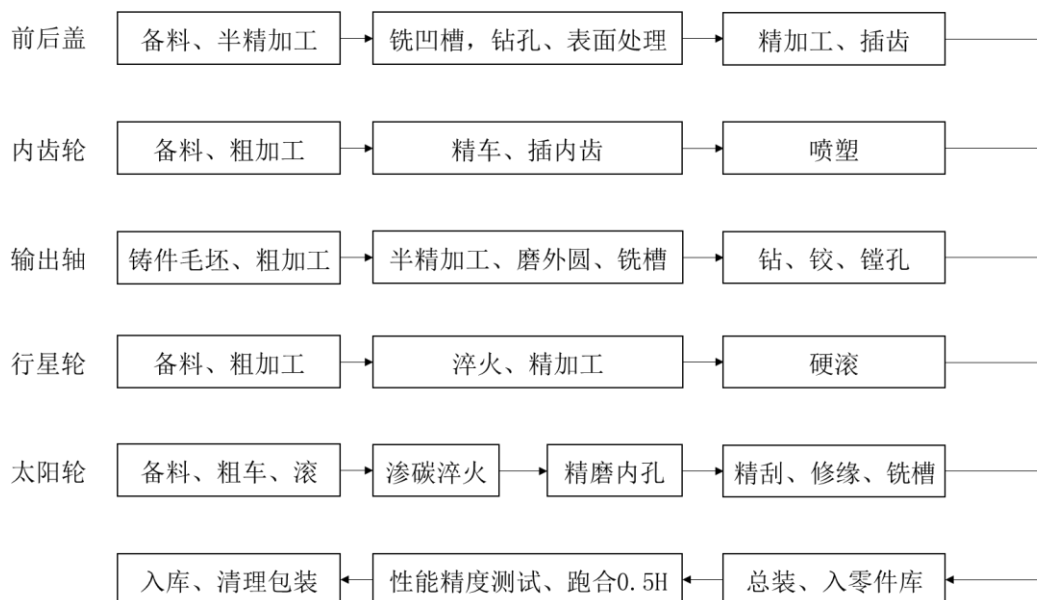 前后盖 备料、半精加工 铣凹槽，钻孔、表面处理 精加工、插齿
内齿轮 备料、粗加工 精车、插内齿 喷塑
输出轴 铸件毛坯、粗加工 半精加工、磨外圆、铣槽 钻、铰、镗孔
行星轮 备料、粗加工 淬火、精加工 硬滚
太阳轮 备料、粗车、滚 渗碳淬火 精磨内孔 精刮、修缘、铣槽
入库、清理包装 性能精度测试、跑合0.5H 总装、入零件库